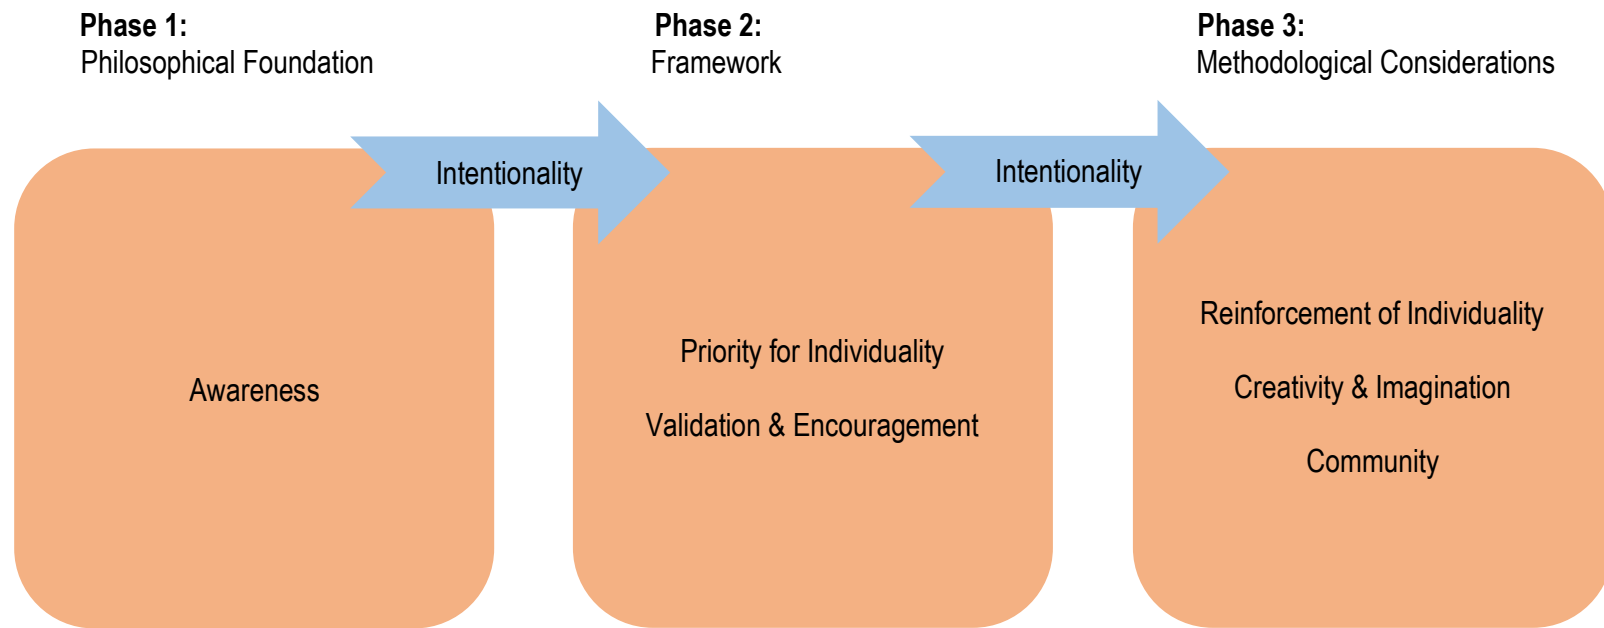 Phase 1:
Philosophical Foundation
Phase 2:
Framework
Phase 3:
Methodological Considerations
Intentionality
Intentionality
Awareness
Priority for Individuality
Validation & Encouragement
Reinforcement of Individuality
Creativity & Imagination
Community